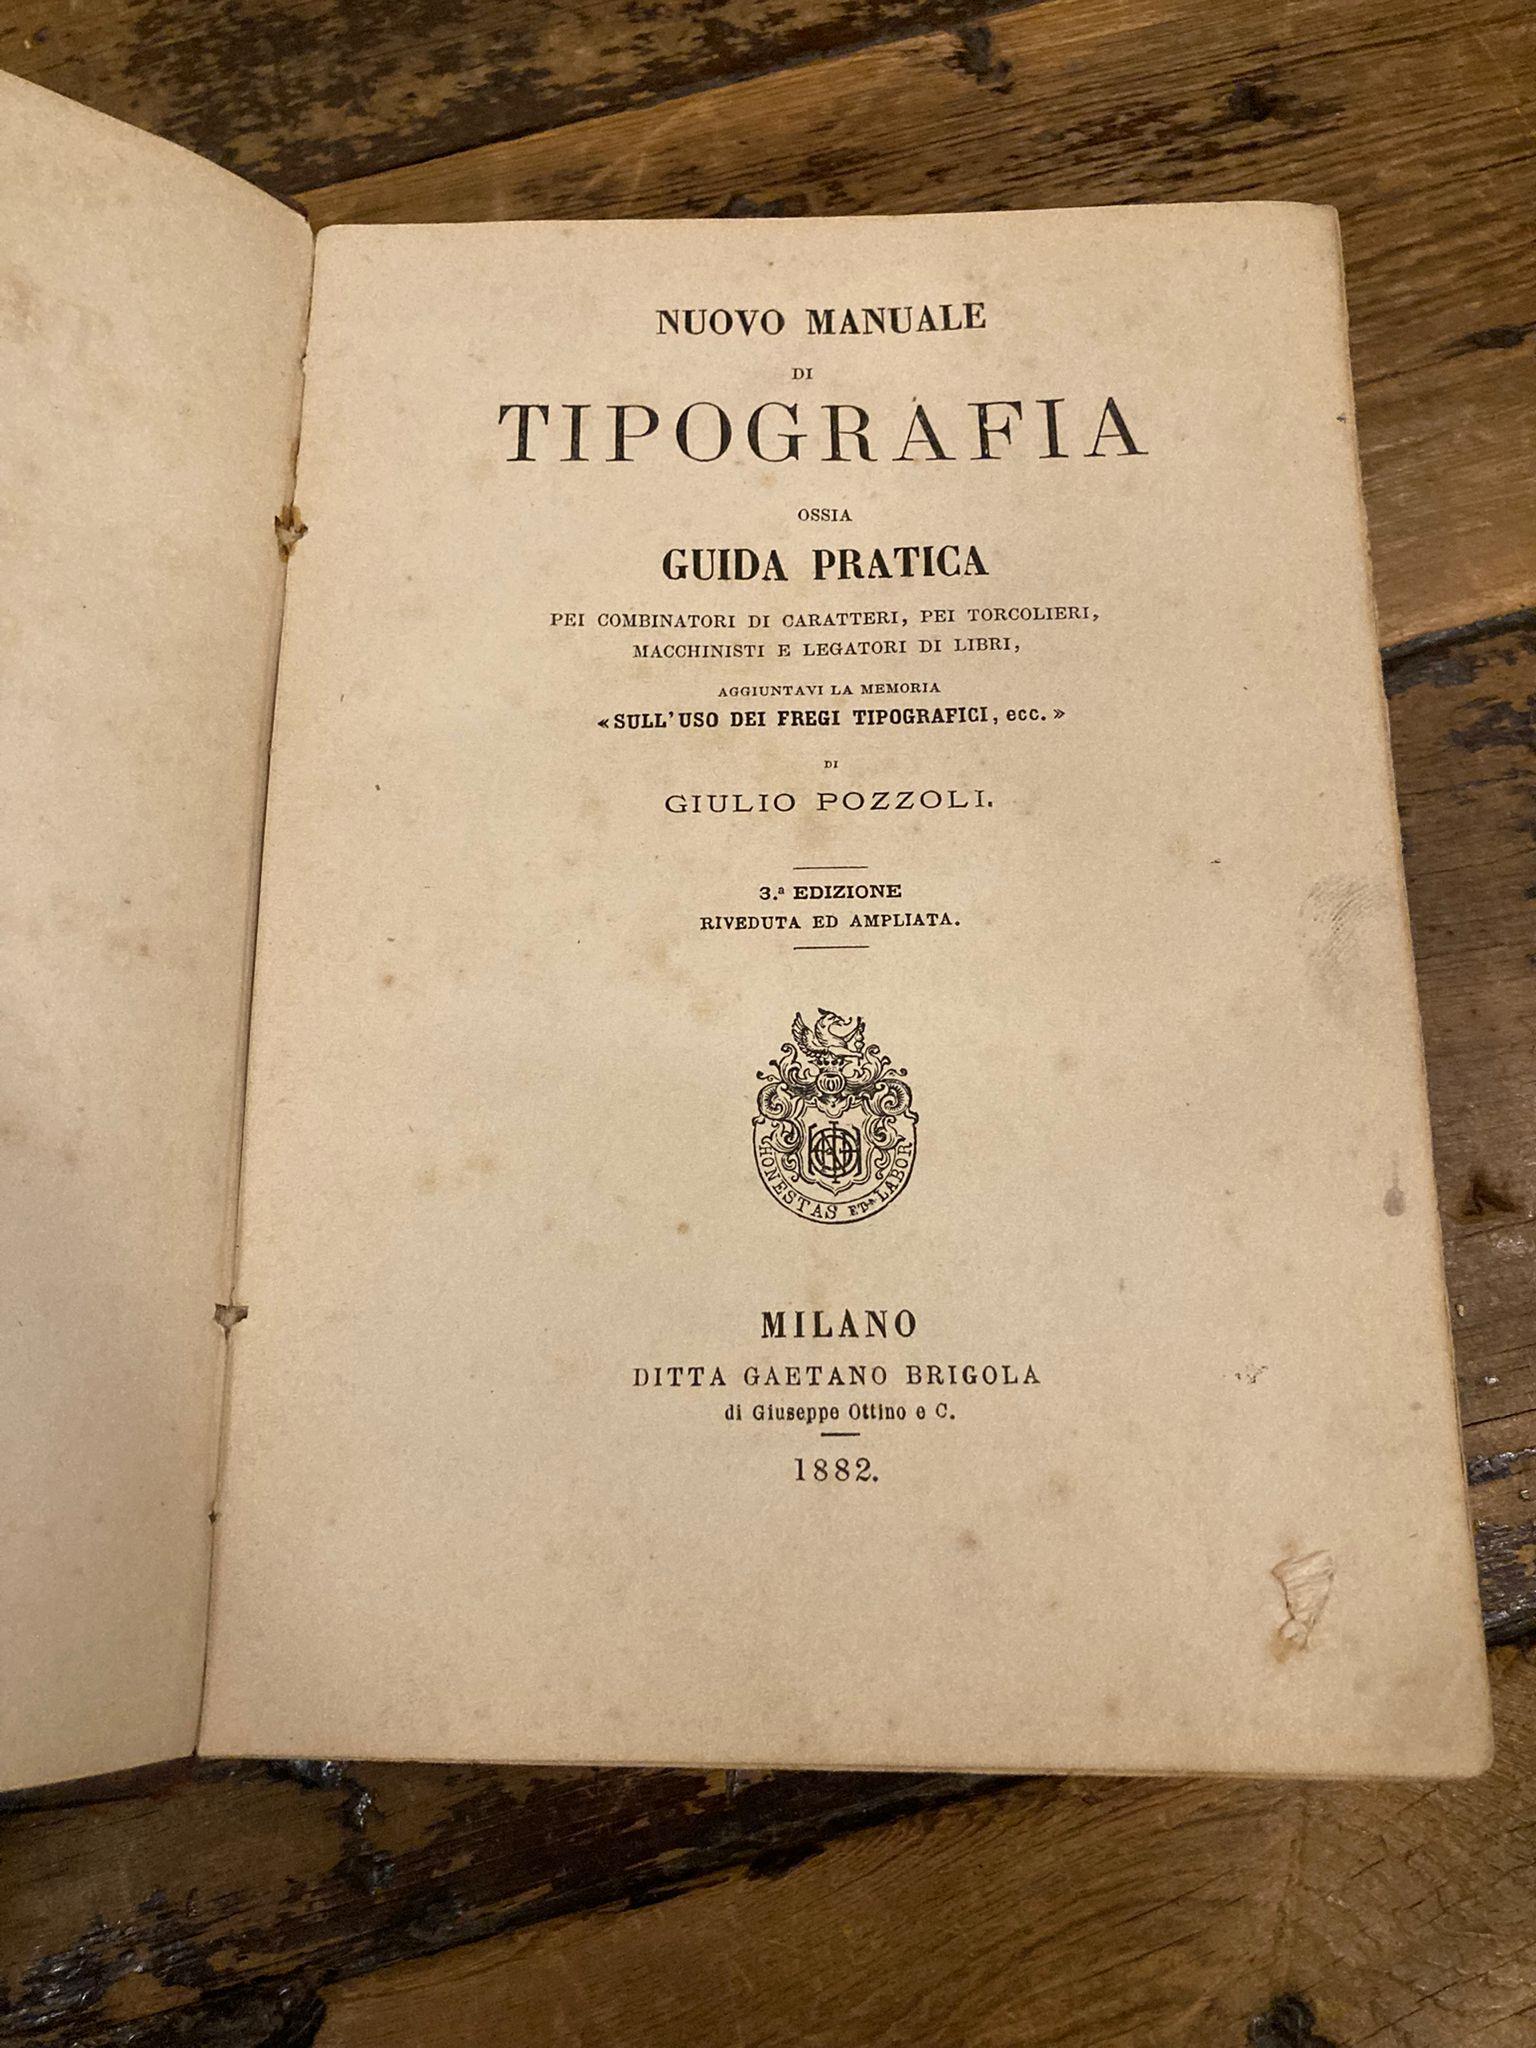 NUOVO MANUALE
DI
TIPOGRAFIA
OSSIA
GUIDA PRATICA
PEI COMBINATORI DI CARATTERI, PEI TORCOLIERI,
MACCHINISTI E LEGATORI DI LIBRI,
AGGIUNTAVI LA MEMORIA
«SULL'USO DEI FREGI TIPOGRAFICI, ecc.»
DI
GIULIO POZZOLI.
3.ª EDIZIONE
RIVEDUTA ED AMPLIATA.
HONESTAS ET LABOR
MILANO
DITTA GAETANO BRIGOLA
di Giuseppe Ottino e C.
1882.